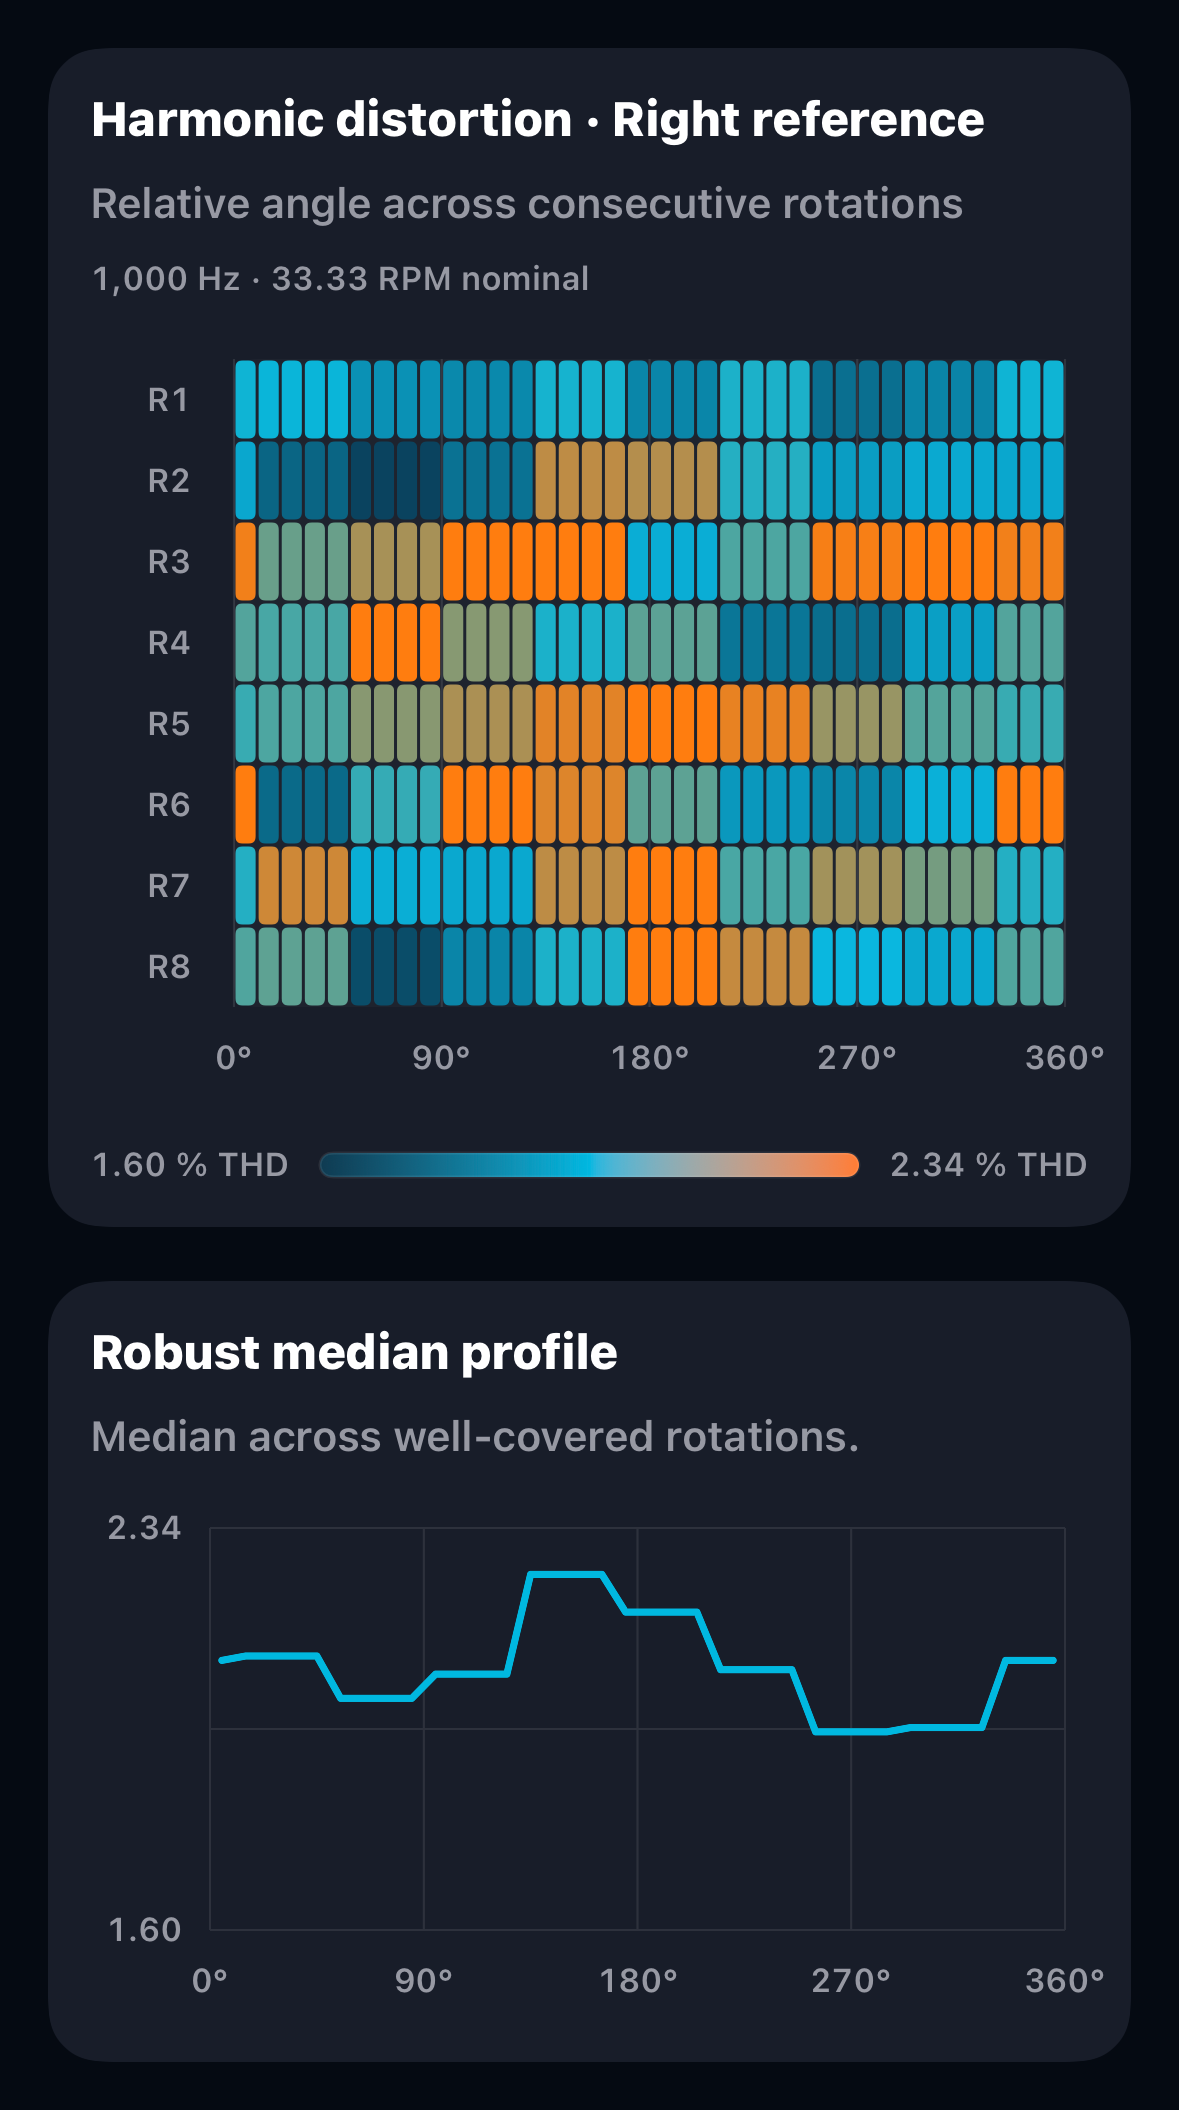 Harmonic distortion · Right reference
Relative angle across consecutive rotations
1,000 Hz · 33.33 RPM nominal
R1
R2
R3
R4
R5
R6
R7
R8
0° 90° 180° 270° 360°
1.60 % THD 2.34 % THD
Robust median profile
Median across well-covered rotations.
2.34
1.60
0° 90° 180° 270° 360°